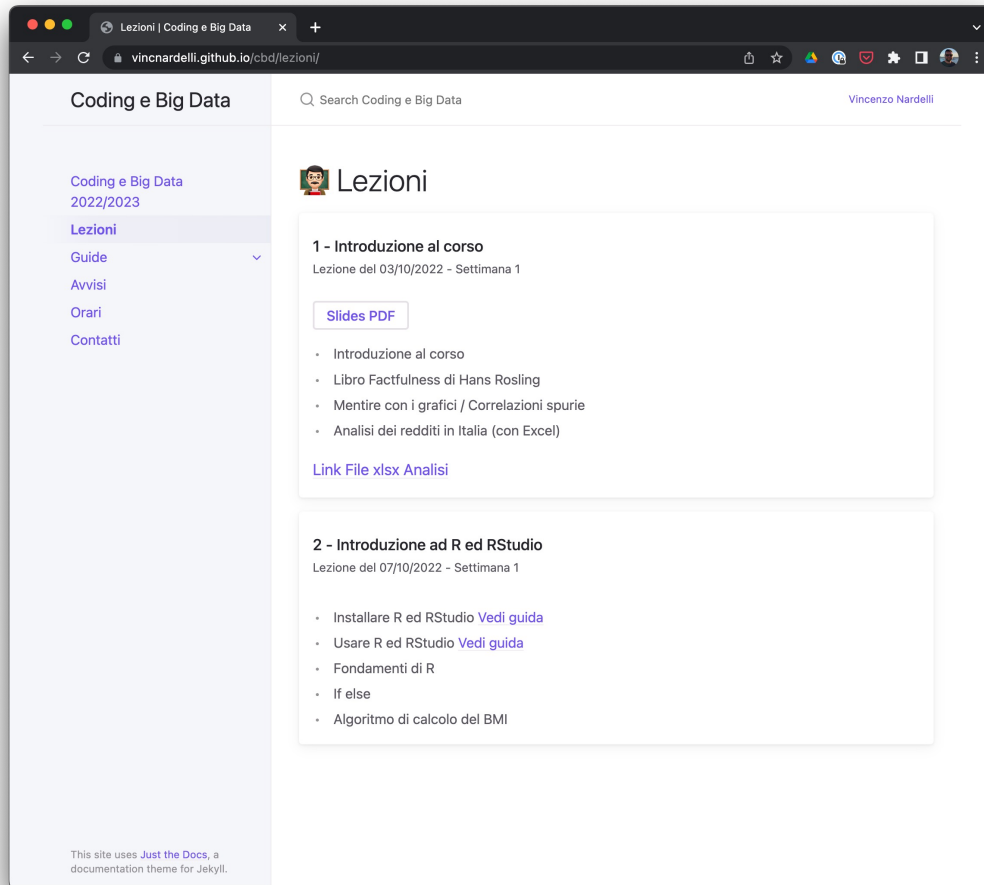 Lezioni | Coding e Big Data
vincnardelli.github.io/cbd/lezioni/
Coding e Big Data
Search Coding e Big Data
Vincenzo Nardelli
Coding e Big Data
2022/2023
Lezioni
Guide
Avvisi
Orari
Contatti
Lezioni
1 - Introduzione al corso
Lezione del 03/10/2022 - Settimana 1
Slides PDF
• Introduzione al corso
• Libro Factfulness di Hans Rosling
• Mentire con i grafici / Correlazioni spurie
• Analisi dei redditi in Italia (con Excel)
Link File xlsx Analisi
2 - Introduzione ad R ed RStudio
Lezione del 07/10/2022 - Settimana 1
• Installare R ed RStudio Vedi guida
• Usare R ed RStudio Vedi guida
• Fondamenti di R
• If else
• Algoritmo di calcolo del BMI
This site uses Just the Docs, a
documentation theme for Jekyll.